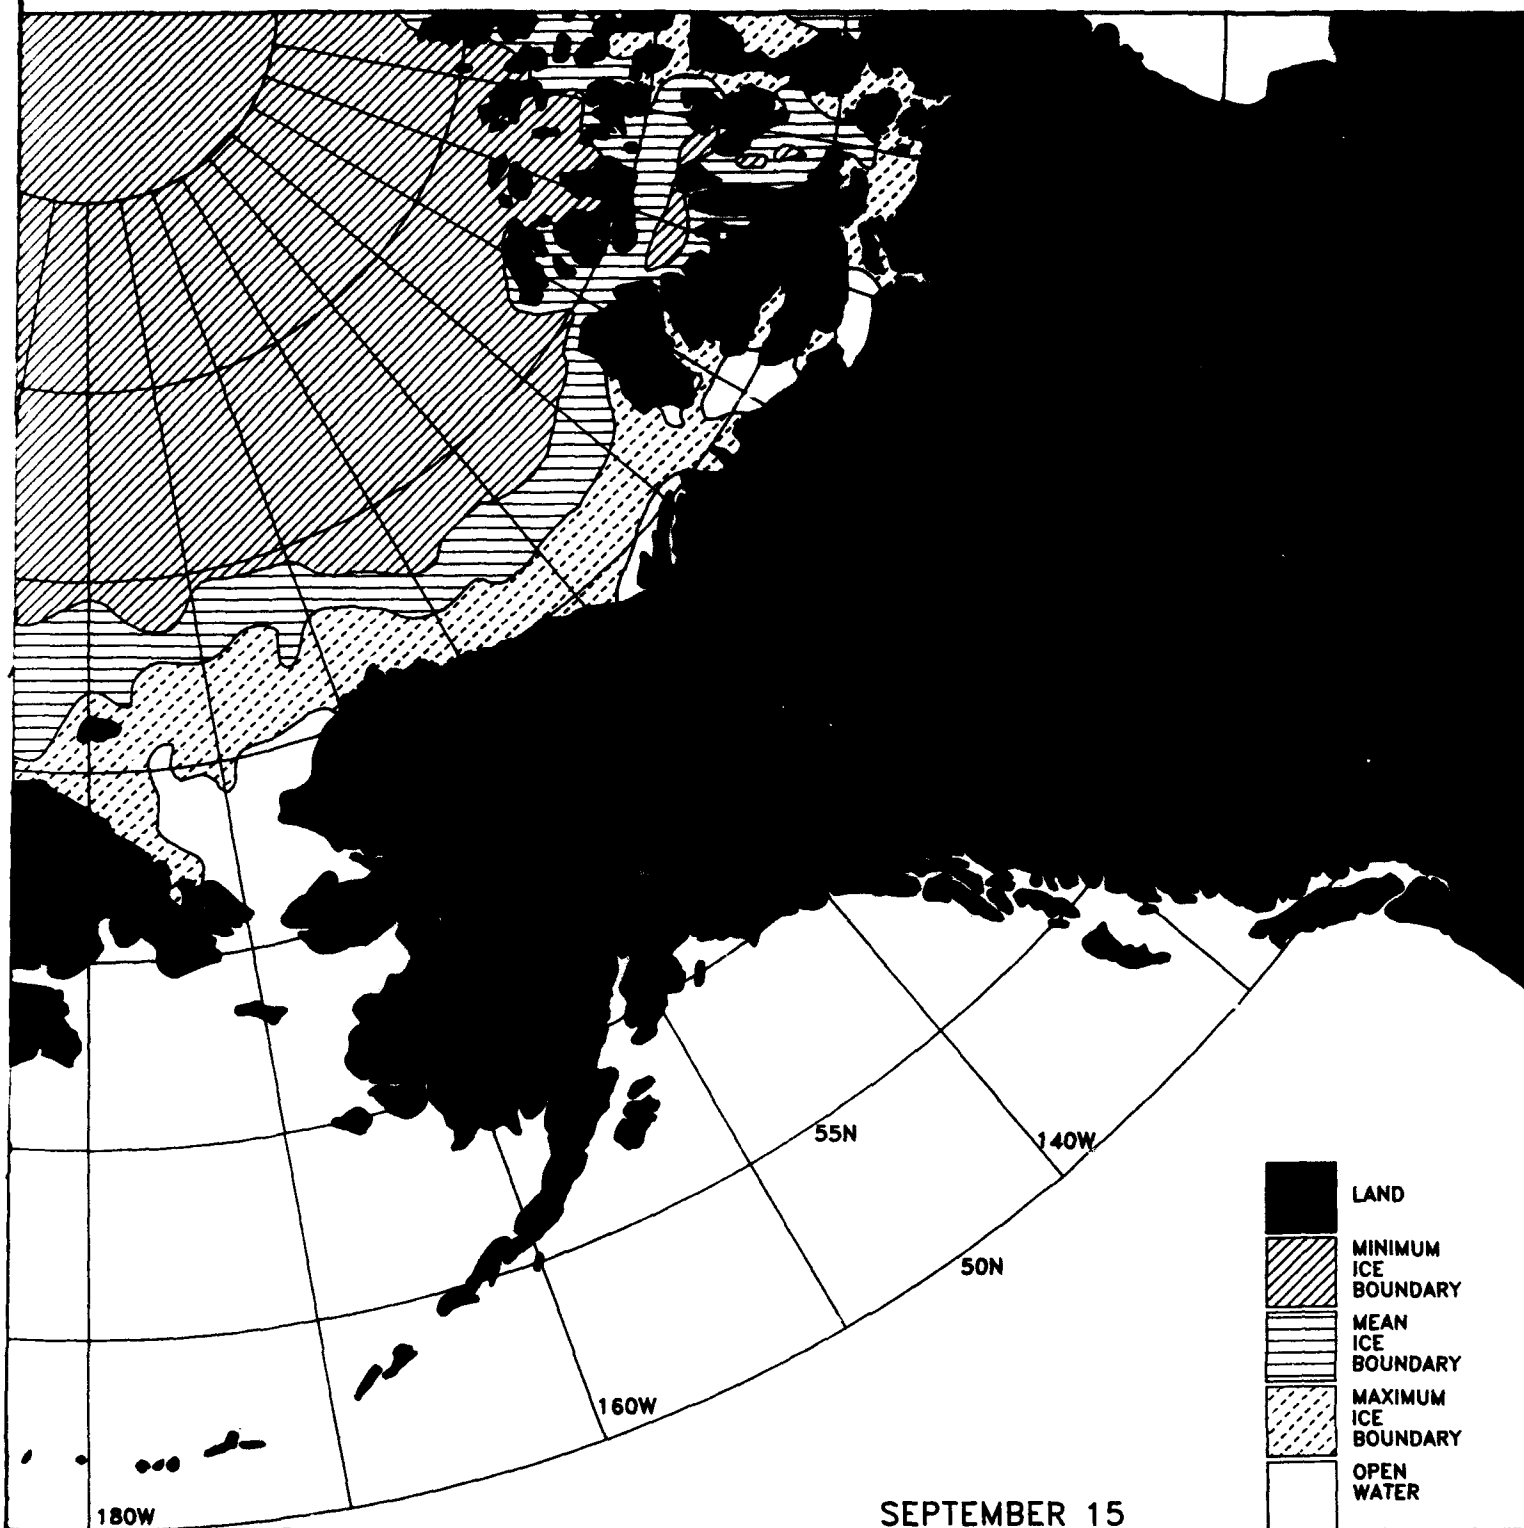 55N
140W
50N
160W
180W
LAND
MINIMUM
ICE
BOUNDARY
MEAN
ICE
BOUNDARY
MAXIMUM
ICE
BOUNDARY
OPEN
WATER
SEPTEMBER 15